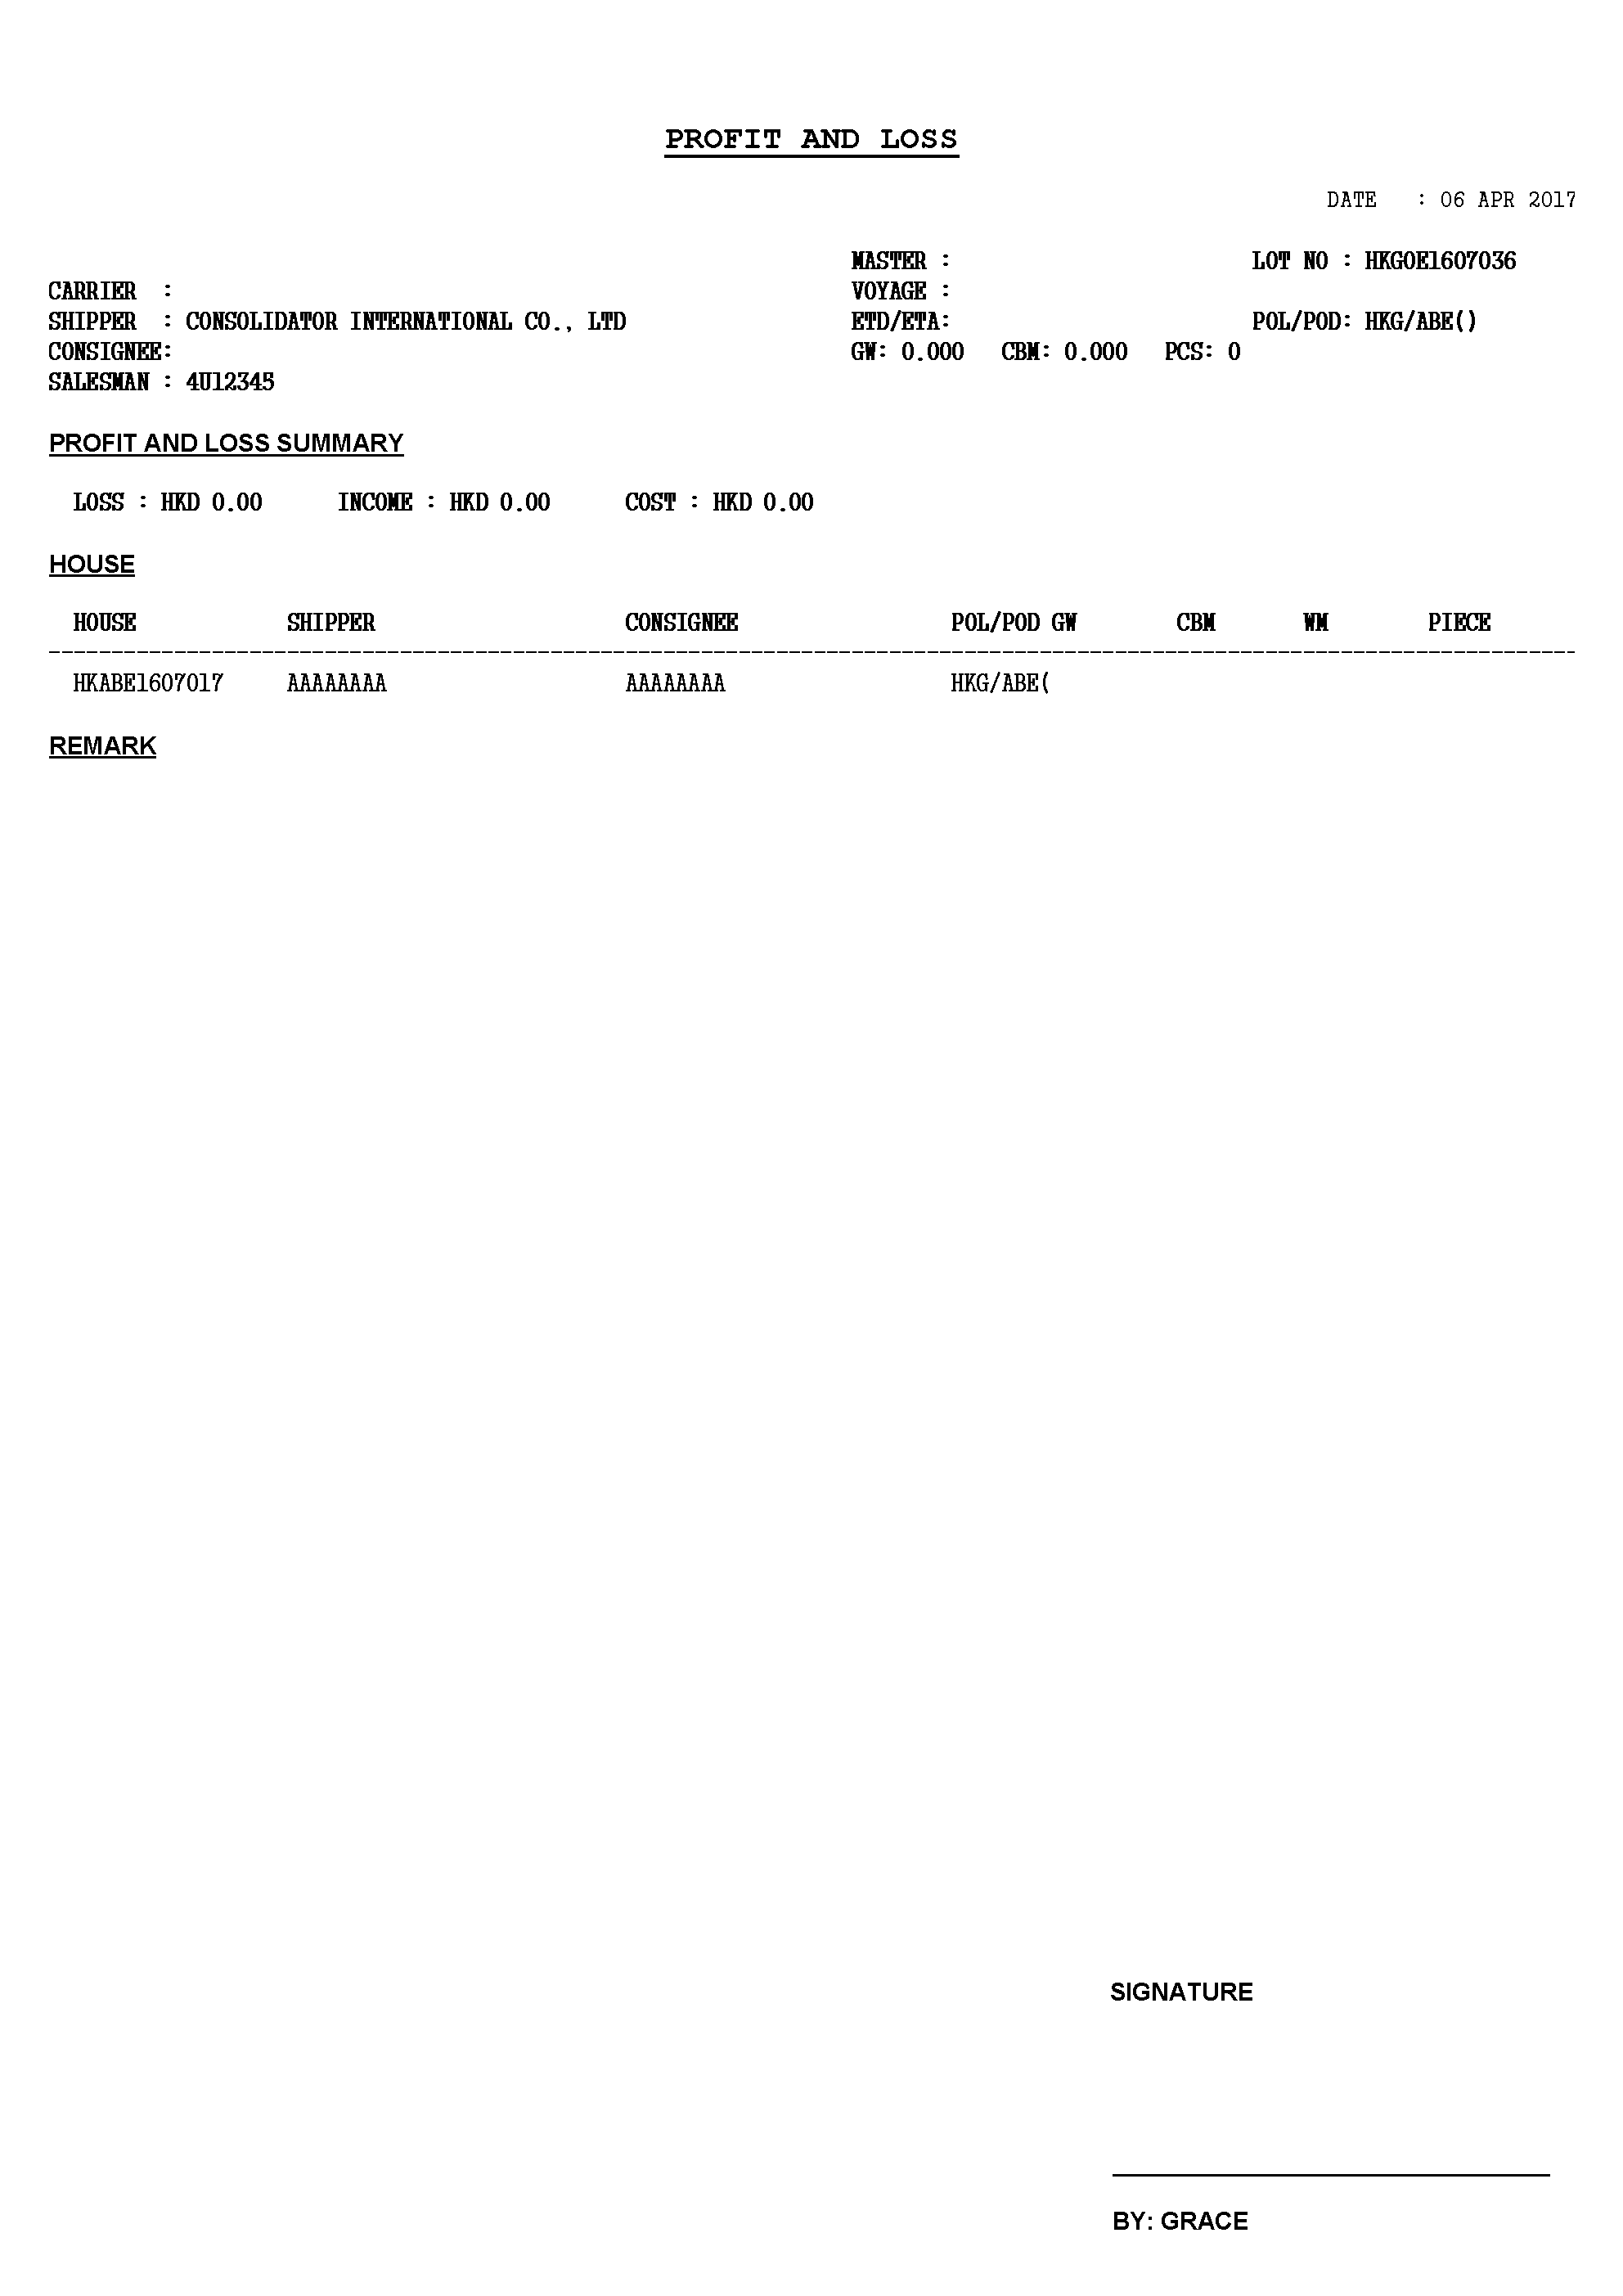 PROFIT AND LOSS
DATE : 06 APR 2017
MASTER : LOT NO : HKGOE1607036
CARRIER : VOYAGE :
SHIPPER : CONSOLIDATOR INTERNATIONAL CO., LTD ETD/ETA: POL/POD: HKG/ABE()
CONSIGNEE: GW: 0.000 CBM: 0.000 PCS: 0
SALESMAN : 4U12345
PROFIT AND LOSS SUMMARY
LOSS : HKD 0.00 INCOME : HKD 0.00 COST : HKD 0.00
HOUSE
HOUSE SHIPPER CONSIGNEE POL/POD GW CBM WM PIECE
HKABE1607017 AAAAAAAA AAAAAAAA HKG/ABE(
REMARK
SIGNATURE
BY: GRACE